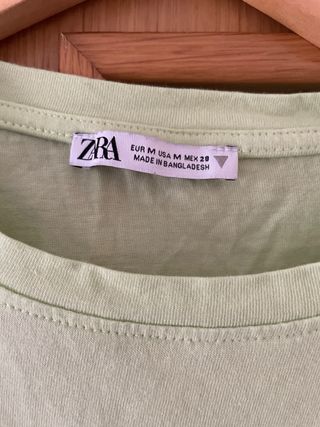 ZARA
EUR M USA M MEX 28
MADE IN BANGLADESH